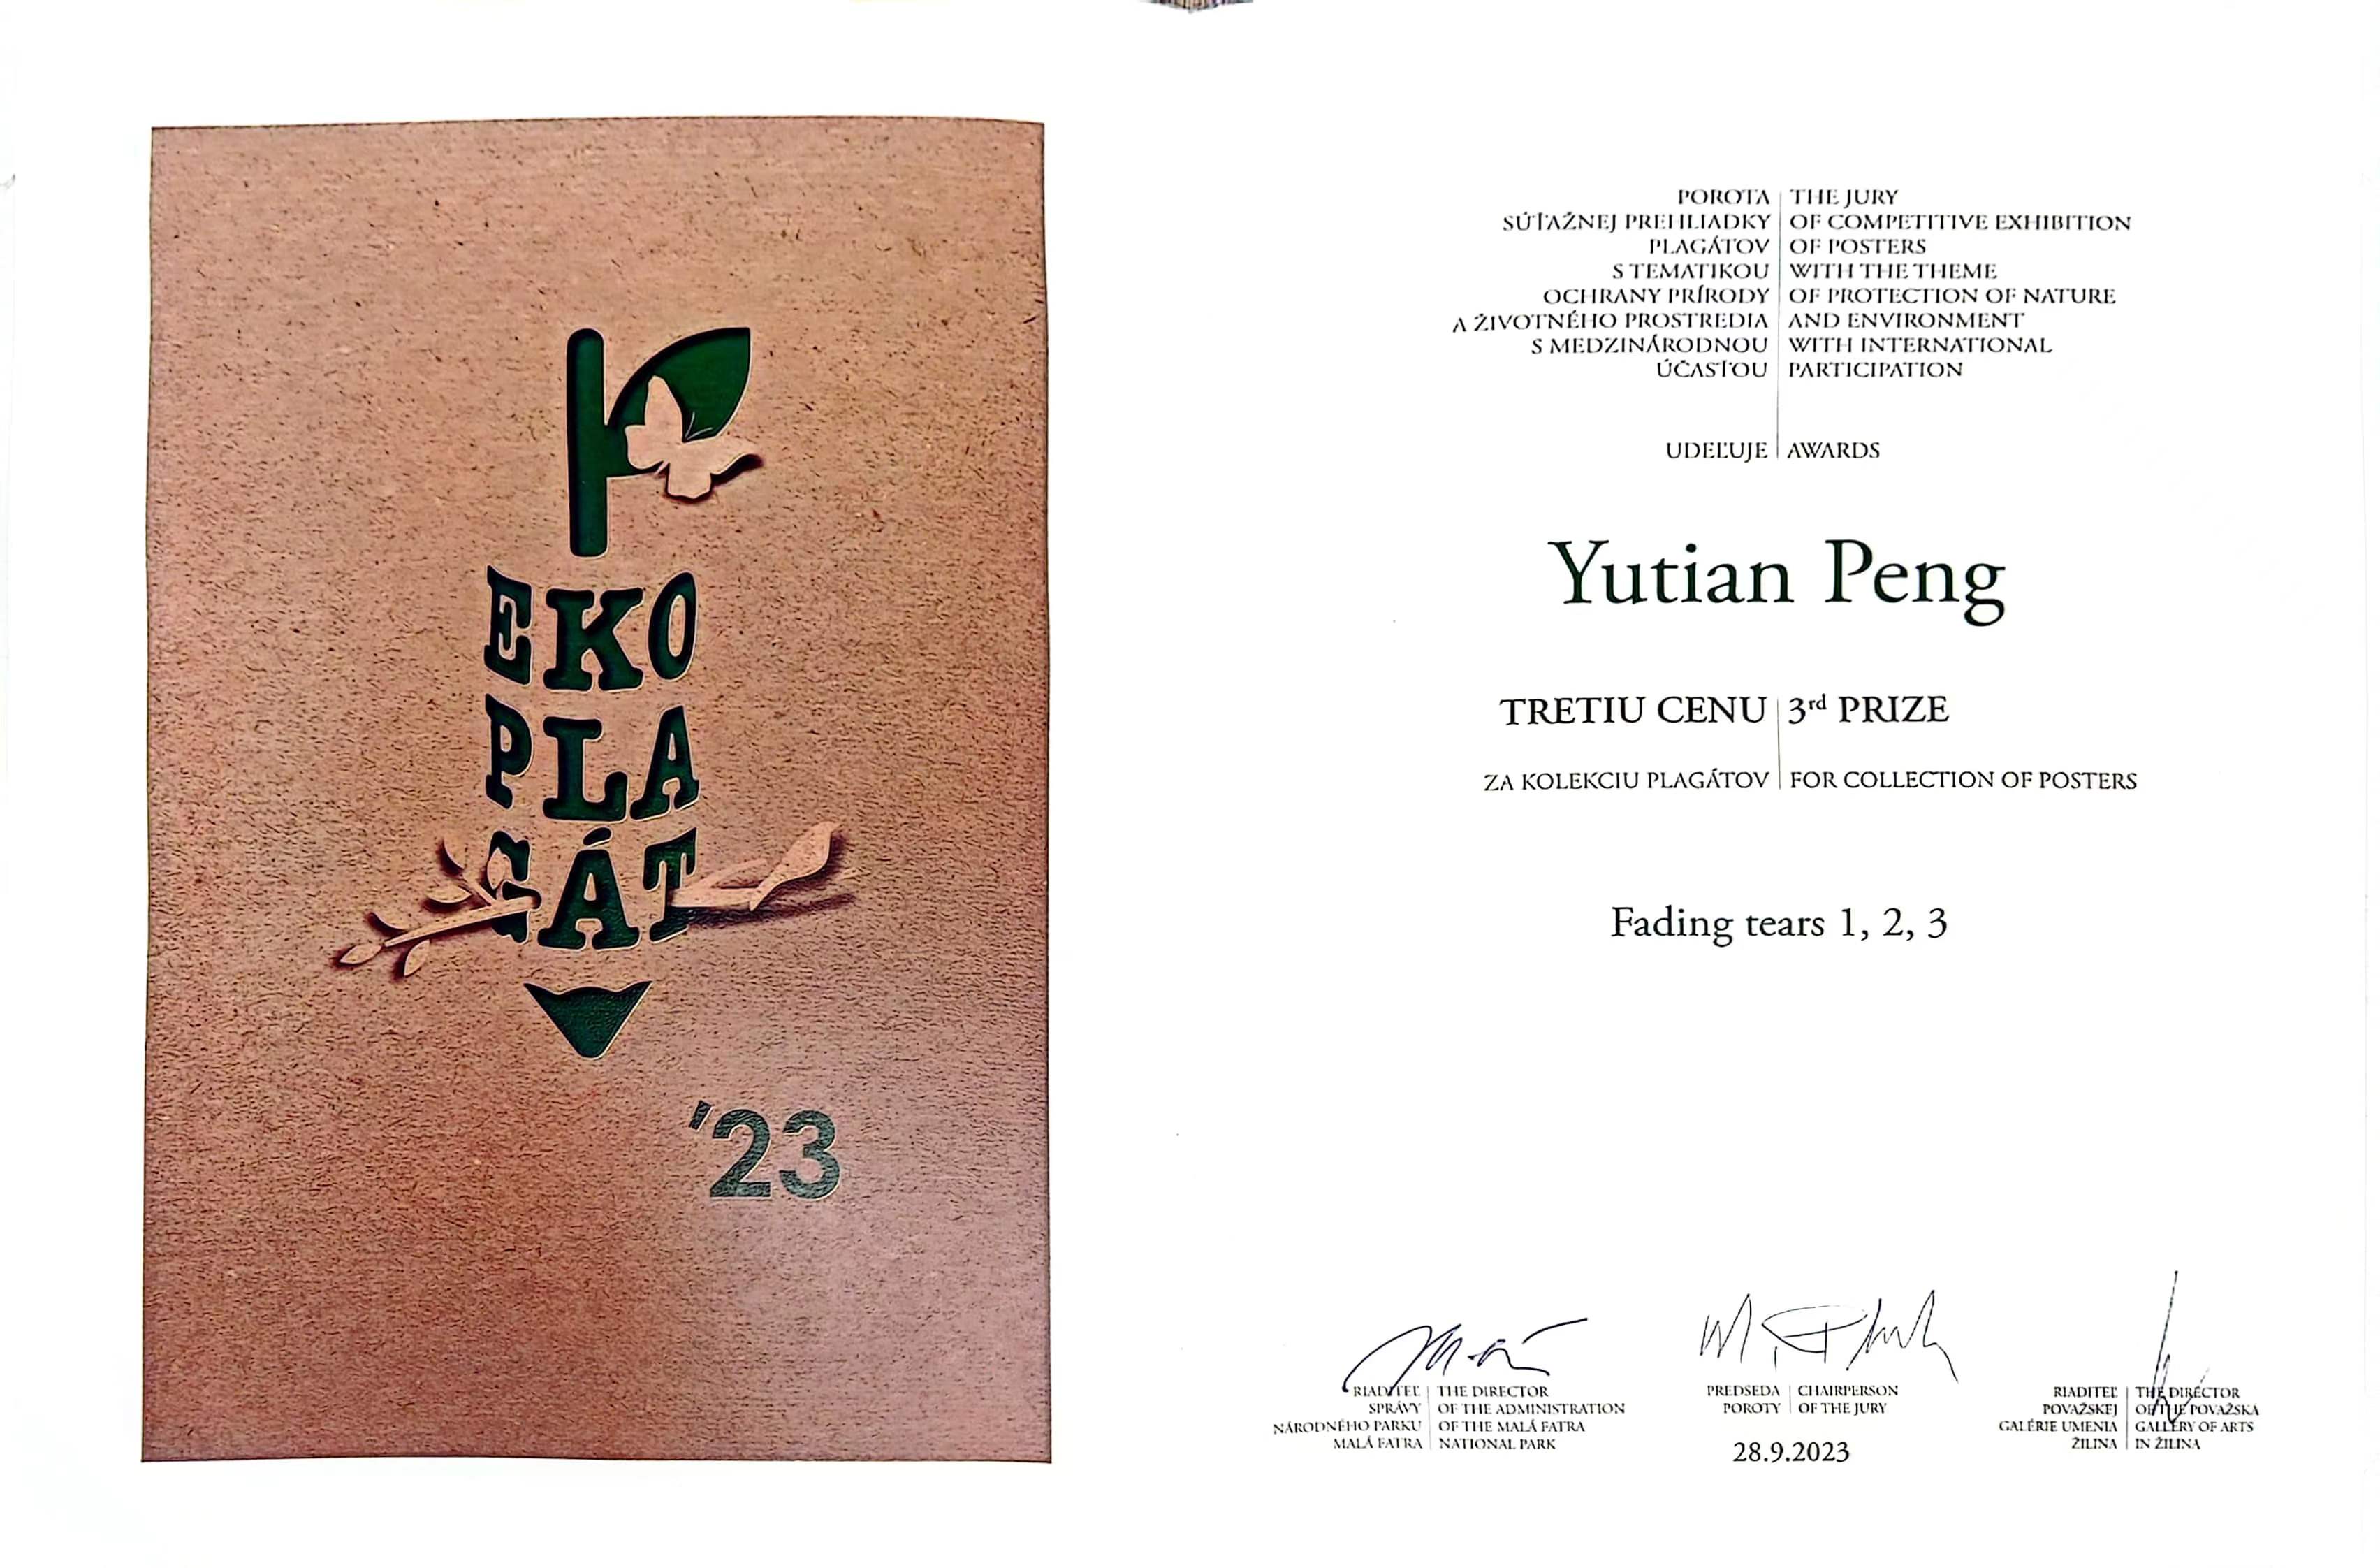 EKO
PLA
GÁT
'23
POROTA | THE JURY
SÚŤAŽNEJ PREHLIADKY | OF COMPETITIVE EXHIBITION
PLAGÁTOV | OF POSTERS
S TEMATIKOU | WITH THE THEME
OCHRANY PRÍRODY | OF PROTECTION OF NATURE
A ŽIVOTNÉHO PROSTREDIA | AND ENVIRONMENT
S MEDZINÁRODNOU | WITH INTERNATIONAL
ÚČASŤOU | PARTICIPATION
UDEĽUJE | AWARDS
Yutian Peng
TRETIU CENU | 3rd PRIZE
ZA KOLEKCIU PLAGÁTOV | FOR COLLECTION OF POSTERS
Fading tears 1, 2, 3
RIADITEĽ | THE DIRECTOR
SPRÁVY | OF THE ADMINISTRATION
NÁRODNÉHO PARKU | OF THE MALÁ FATRA
MALÁ FATRA | NATIONAL PARK
PREDSEDA | CHAIRPERSON
POROTY | OF THE JURY
28.9.2023
RIADITEĽ | THE DIRECTOR
POVAŽSKEJ | OF THE POVAŽSKA
GALÉRIE UMENIA | GALLERY OF ARTS
ŽILINA | IN ŽILINA